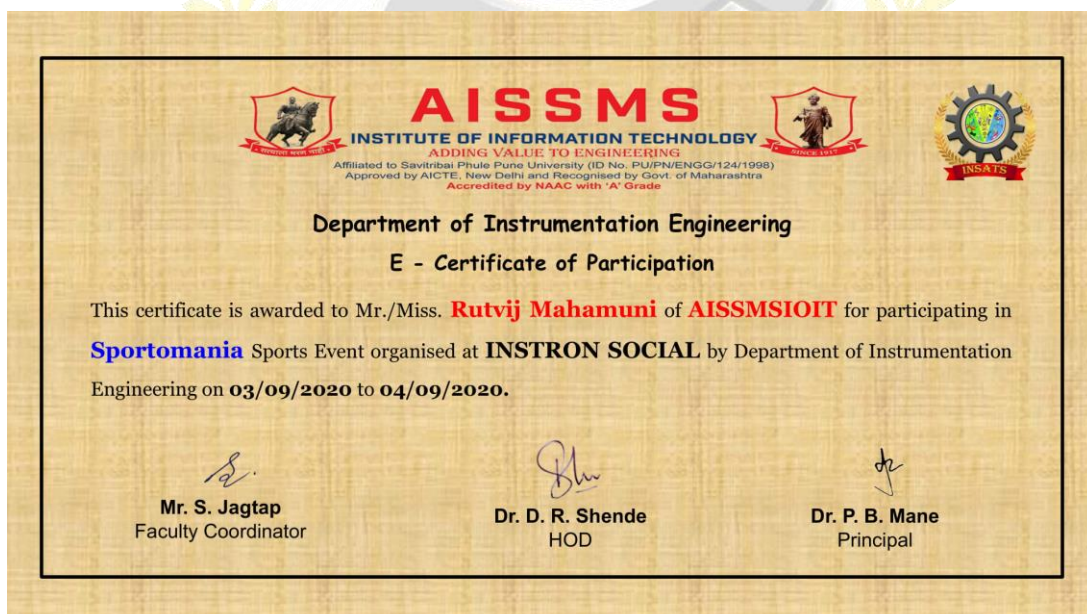 AISSMS
INSTITUTE OF INFORMATION TECHNOLOGY
ADDING VALUE TO ENGINEERING
Affiliated to Savitribai Phule Pune University (ID No. PU/PN/ENGG/124/1998)
Approved by AICTE, New Delhi and Recognised by Govt. of Maharashtra
Accredited by NAAC with 'A' Grade
SINCE 1917
INSATS
Department of Instrumentation Engineering
E - Certificate of Participation
This certificate is awarded to Mr./Miss. Rutvij Mahamuni of AISSMSIOIT for participating in
Sportomania Sports Event organised at INSTRON SOCIAL by Department of Instrumentation
Engineering on 03/09/2020 to 04/09/2020.
Mr. S. Jagtap
Faculty Coordinator
Dr. D. R. Shende
HOD
Dr. P. B. Mane
Principal